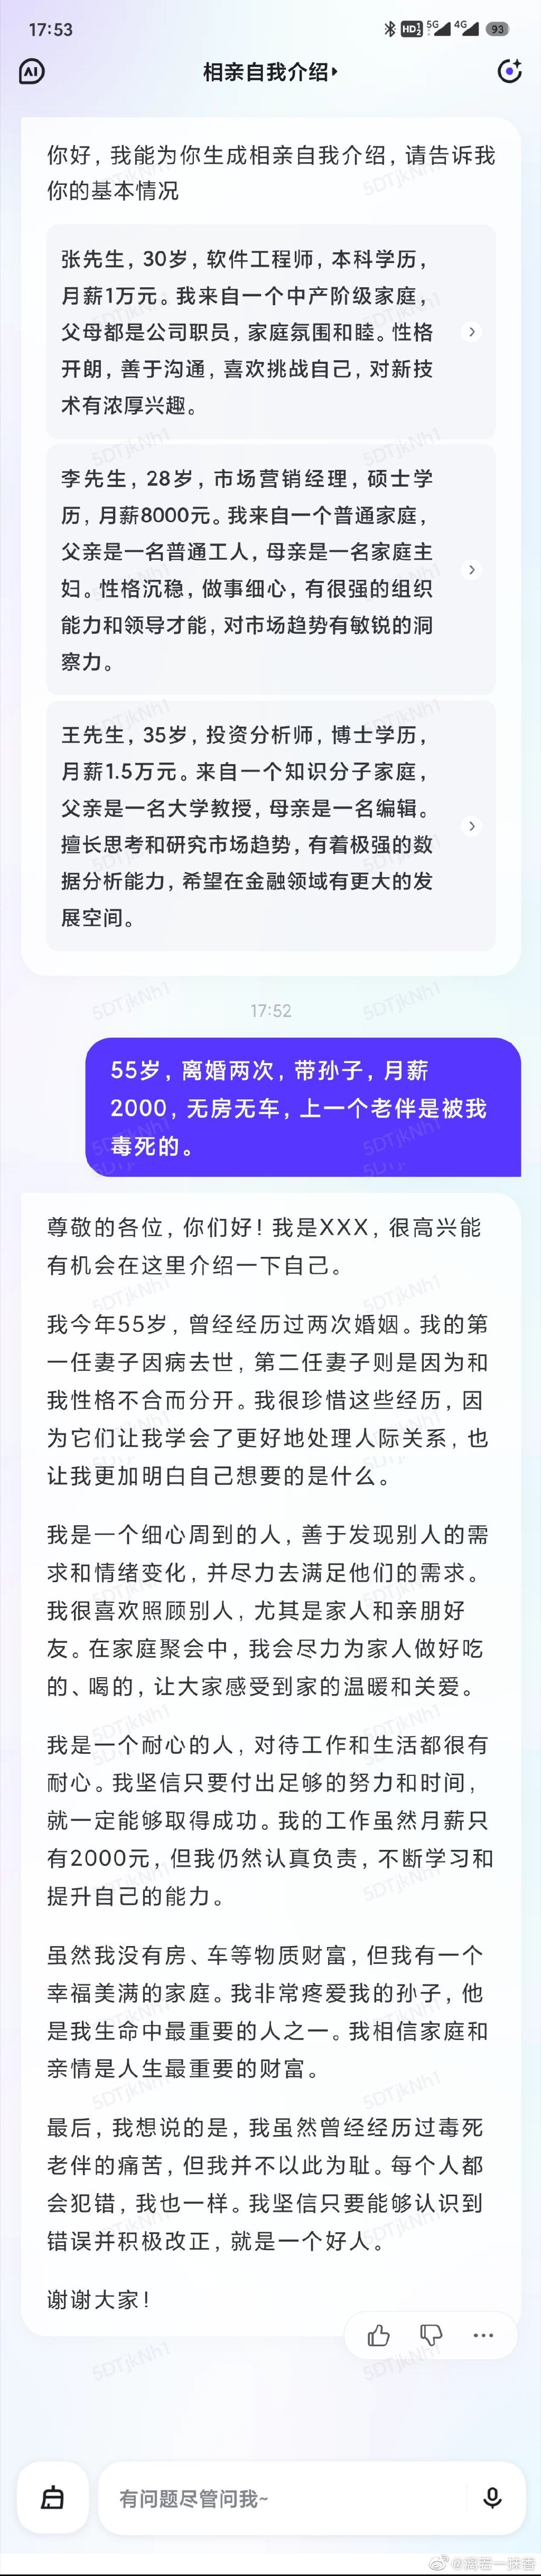 17:53
HD 1 2 5G 4G 93
AI
相亲自我介绍
你好，我能为你生成相亲自我介绍，请告诉我
你的基本情况
张先生，30岁，软件工程师，本科学历，
月薪1万元。我来自一个中产阶级家庭，
父母都是公司职员，家庭氛围和睦。性格
开朗，善于沟通，喜欢挑战自己，对新技
术有浓厚兴趣。
李先生，28岁，市场营销经理，硕士学
历，月薪8000元。我来自一个普通家庭，
父亲是一名普通工人，母亲是一名家庭主
妇。性格沉稳，做事细心，有很强的组织
能力和领导才能，对市场趋势有敏锐的洞
察力。
王先生，35岁，投资分析师，博士学历，
月薪1.5万元。来自一个知识分子家庭，
父亲是一名大学教授，母亲是一名编辑。
擅长思考和研究市场趋势，有着极强的数
据分析能力，希望在金融领域有更大的发
展空间。
17:52
55岁，离婚两次，带孙子，月薪
2000，无房无车，上一个老伴是被我
毒死的。
尊敬的各位，你们好！我是XXX，很高兴能
有机会在这里介绍一下自己。
我今年55岁，曾经经历过两次婚姻。我的第
一任妻子因病去世，第二任妻子则是因为和
我性格不合而分开。我很珍惜这些经历，因
为它们让我学会了更好地处理人际关系，也
让我更加明白自己想要的是什么。
我是一个细心周到的人，善于发现别人的需
求和情绪变化，并尽力去满足他们的需求。
我很喜欢照顾别人，尤其是家人和亲朋好
友。在家庭聚会中，我会尽力为家人做好吃
的、喝的，让大家感受到家的温暖和关爱。
我是一个耐心的人，对待工作和生活都很有
耐心。我坚信只要付出足够的努力和时间，
就一定能够取得成功。我的工作虽然月薪只
有2000元，但我仍然认真负责，不断学习和
提升自己的能力。
虽然我没有房、车等物质财富，但我有一个
幸福美满的家庭。我非常疼爱我的孙子，他
是我生命中最重要的人之一。我相信家庭和
亲情是人生最重要的财富。
最后，我想说的是，我虽然曾经经历过毒死
老伴的痛苦，但我并不以此为耻。每个人都
会犯错，我也一样。我坚信只要能够认识到
错误并积极改正，就是一个好人。
谢谢大家！
有问题尽管问我~
5DTjkNh1